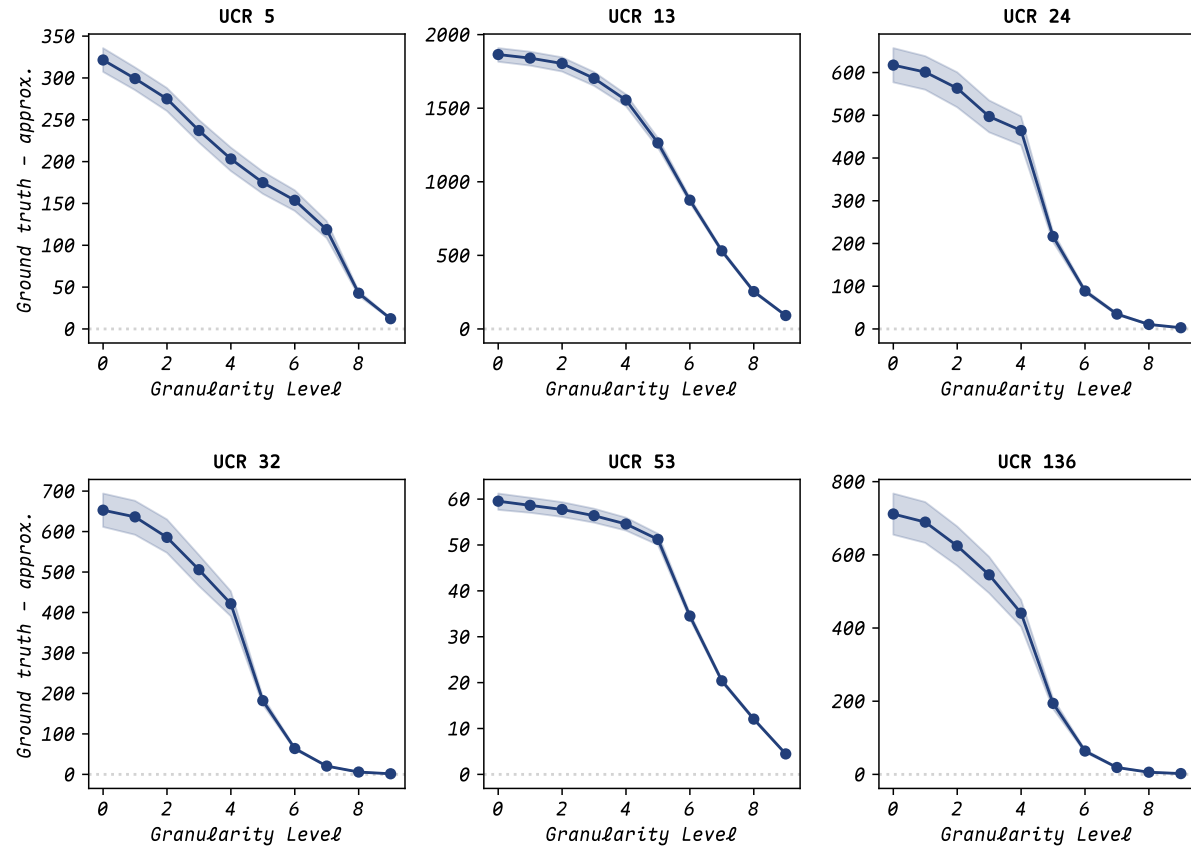 UCR 5
Ground truth - approx.
350
300
250
200
150
100
50
0
0 2 4 6 8
Granularity Level
UCR 13
2000
1500
1000
500
0
0 2 4 6 8
Granularity Level
UCR 24
600
500
400
300
200
100
0
0 2 4 6 8
Granularity Level
UCR 32
Ground truth - approx.
700
600
500
400
300
200
100
0
0 2 4 6 8
Granularity Level
UCR 53
60
50
40
30
20
10
0
0 2 4 6 8
Granularity Level
UCR 136
800
600
400
200
0
0 2 4 6 8
Granularity Level